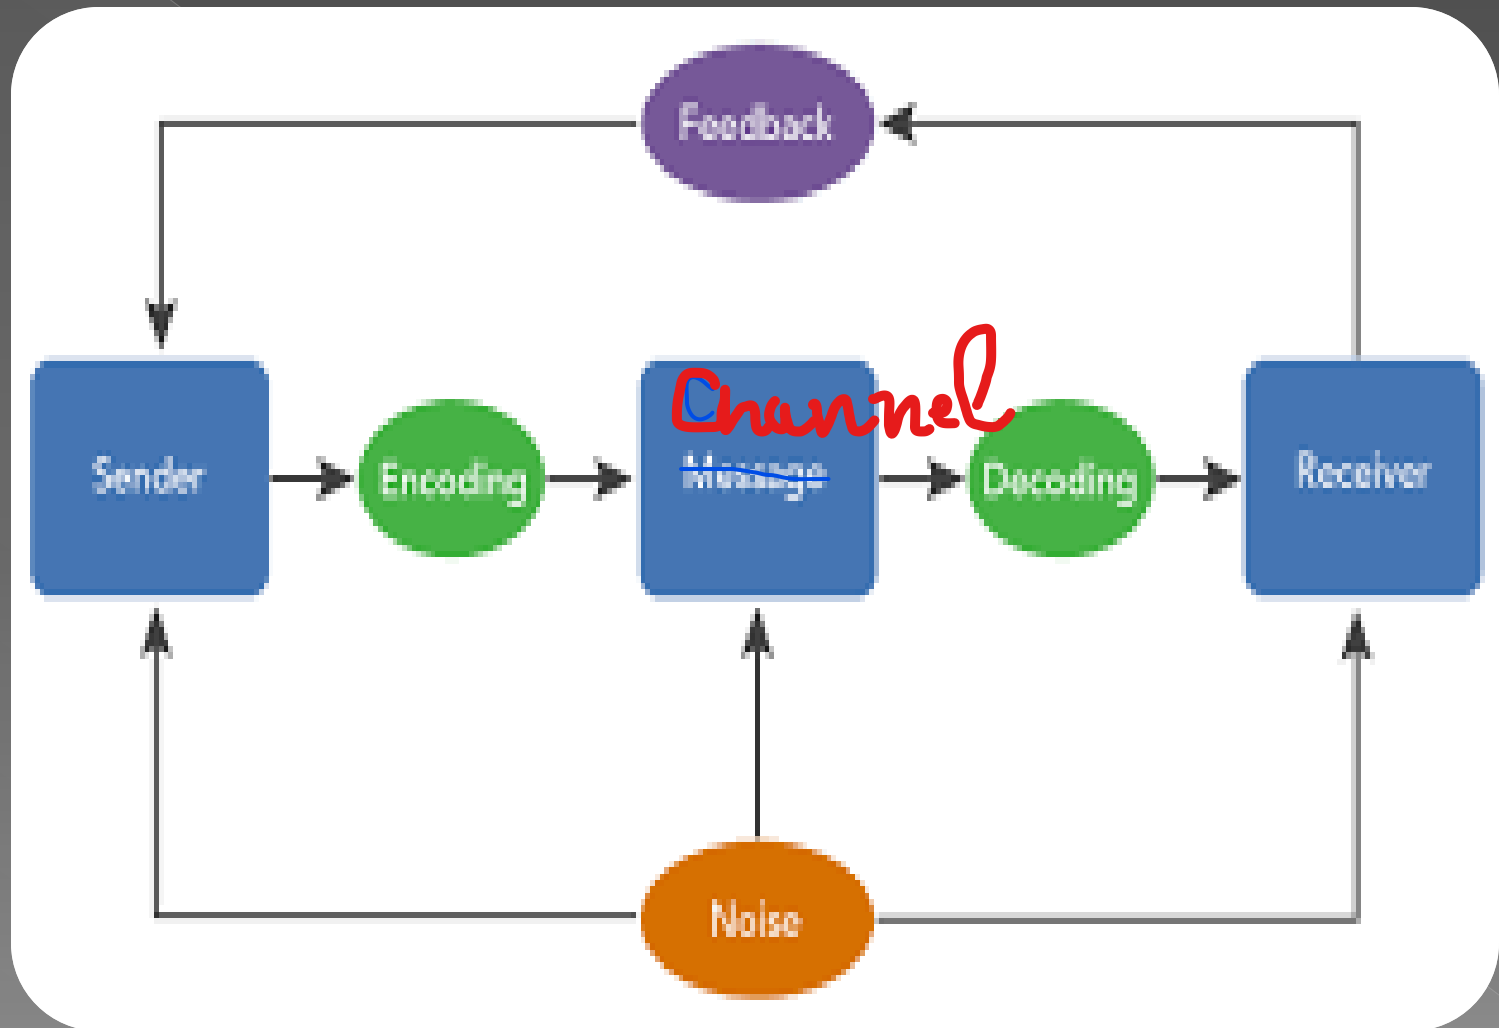 Feedback
Channel
Sender
Encoding
Message
Decoding
Receiver
Noise